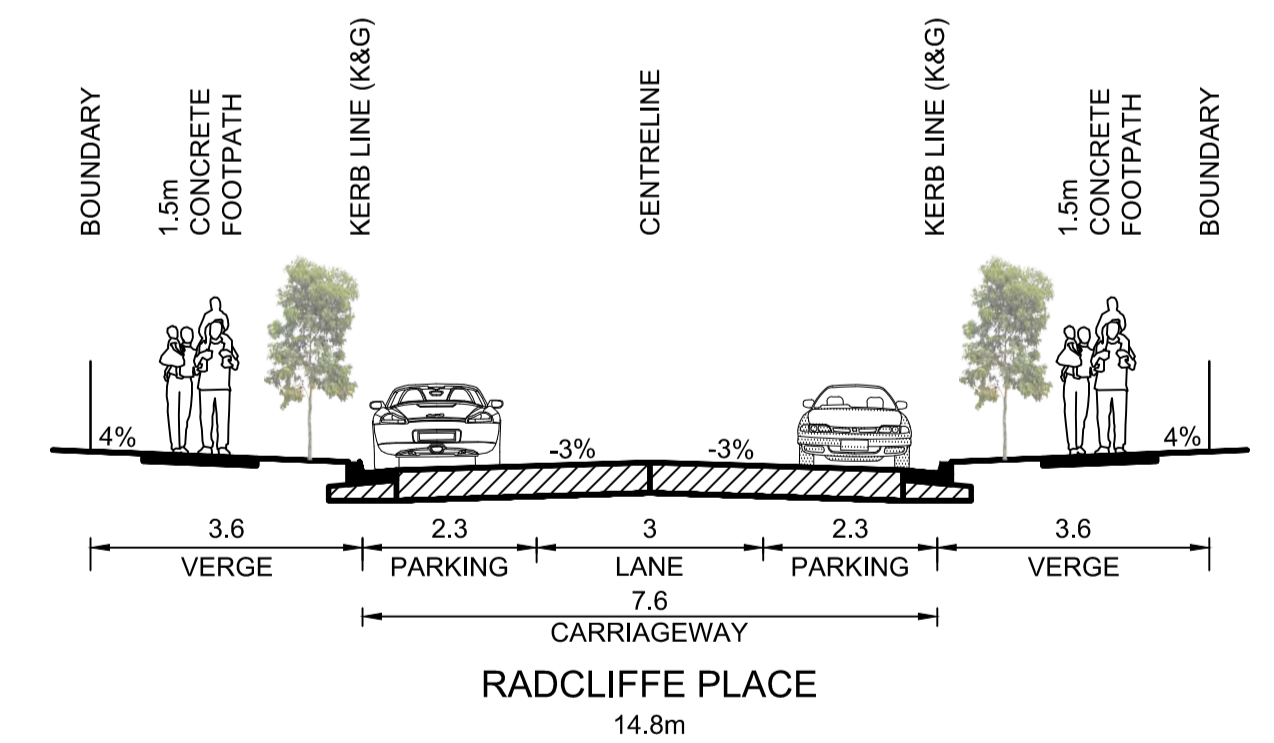 BOUNDARY
1.5m
CONCRETE
FOOTPATH
KERB LINE (K&G)
CENTRELINE
KERB LINE (K&G)
1.5m
CONCRETE
FOOTPATH
BOUNDARY
4%
-3%
-3%
4%
3.6
2.3
3
2.3
3.6
VERGE
PARKING
LANE
PARKING
VERGE
7.6
CARRIAGEWAY
RADCLIFFE PLACE
14.8m